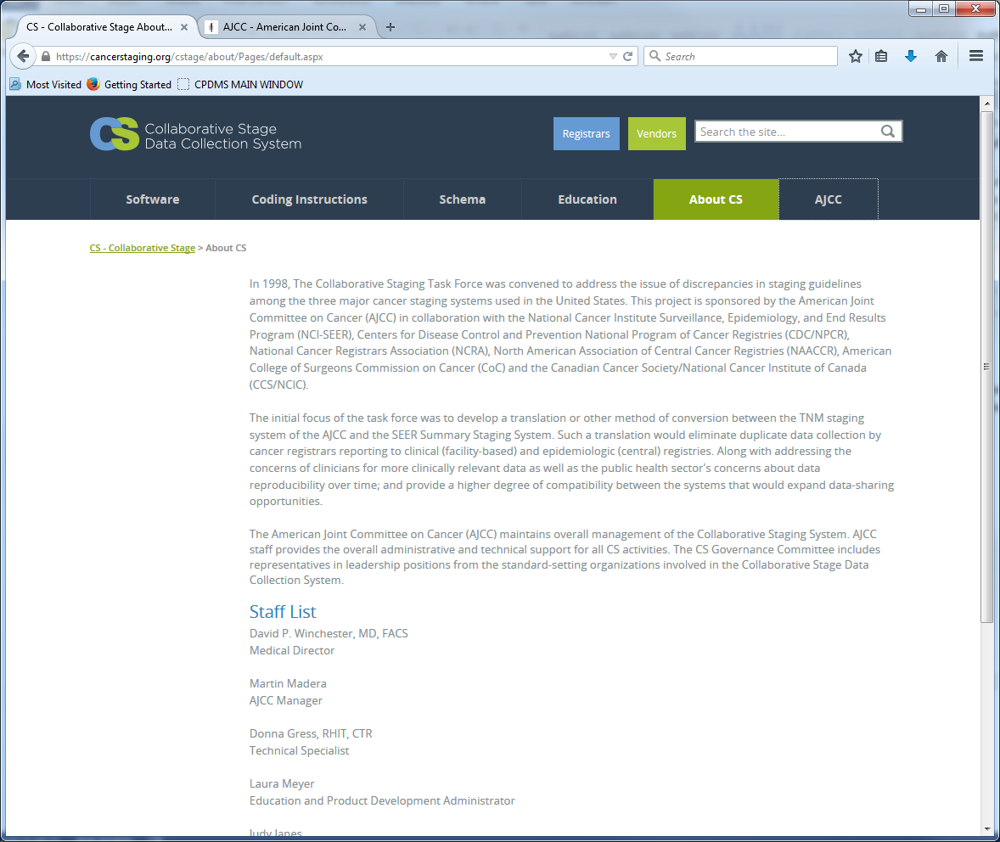 CS - Collaborative Stage About...
AJCC - American Joint Co...
https://cancerstaging.org/cstage/about/Pages/default.aspx
Search
Most Visited
Getting Started
CPDMS MAIN WINDOW
CS
Collaborative Stage
Data Collection System
Registrars
Vendors
Search the site...
Software
Coding Instructions
Schema
Education
About CS
AJCC
CS - Collaborative Stage > About CS
In 1998, The Collaborative Staging Task Force was convened to address the issue of discrepancies in staging guidelines
among the three major cancer staging systems used in the United States. This project is sponsored by the American Joint
Committee on Cancer (AJCC) in collaboration with the National Cancer Institute Surveillance, Epidemiology, and End Results
Program (NCI-SEER), Centers for Disease Control and Prevention National Program of Cancer Registries (CDC/NPCR),
National Cancer Registrars Association (NCRA), North American Association of Central Cancer Registries (NAACCR), American
College of Surgeons Commission on Cancer (CoC) and the Canadian Cancer Society/National Cancer Institute of Canada
(CCS/NCIC).
The initial focus of the task force was to develop a translation or other method of conversion between the TNM staging
system of the AJCC and the SEER Summary Staging System. Such a translation would eliminate duplicate data collection by
cancer registrars reporting to clinical (facility-based) and epidemiologic (central) registries. Along with addressing the
concerns of clinicians for more clinically relevant data as well as the public health sector's concerns about data
reproducibility over time; and provide a higher degree of compatibility between the systems that would expand data-sharing
opportunities.
The American Joint Committee on Cancer (AJCC) maintains overall management of the Collaborative Staging System. AJCC
staff provides the overall administrative and technical support for all CS activities. The CS Governance Committee includes
representatives in leadership positions from the standard-setting organizations involved in the Collaborative Stage Data
Collection System.
Staff List
David P. Winchester, MD, FACS
Medical Director
Martin Madera
AJCC Manager
Donna Gress, RHIT, CTR
Technical Specialist
Laura Meyer
Education and Product Development Administrator
Judy Janes